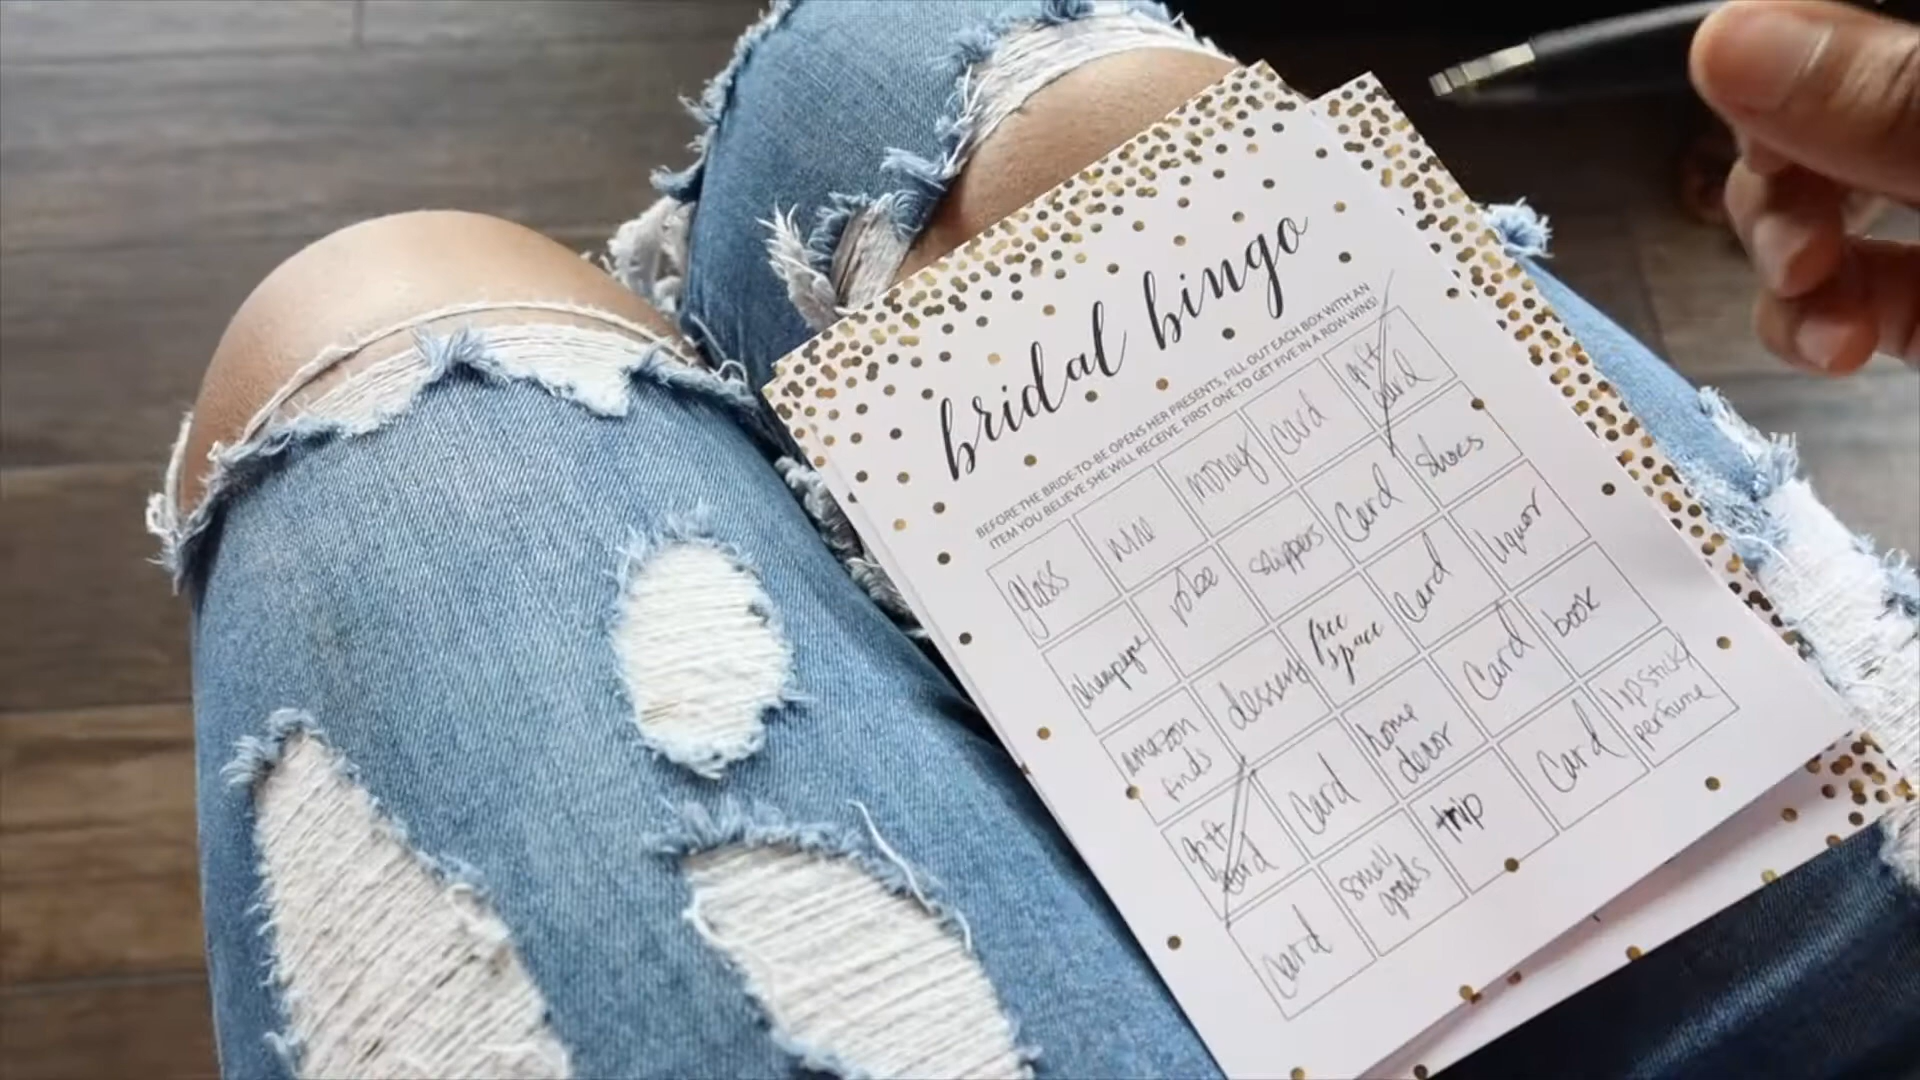 bridal bingo
BEFORE THE BRIDE-TO-BE OPENS HER PRESENTS, FILL OUT EACH BOX WITH AN
ITEM YOU BELIEVE SHE WILL RECEIVE. FIRST ONE TO GET FIVE IN A ROW WINS!
glass
wine
money
card
gift
card
champagne
robe
slippers
card
shoes
amazon
finds
dessert
free
space
card
liquor
gift
card
card
home
decor
card
book
card
small
goods
trip
card
lipstick/
perfume